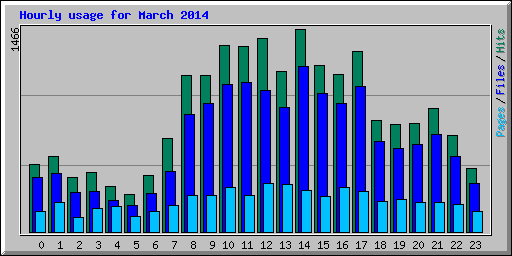 Hourly usage for March 2014
1466
Pages/Files/Hits
0 1 2 3 4 5 6 7 8 9 10 11 12 13 14 15 16 17 18 19 20 21 22 23